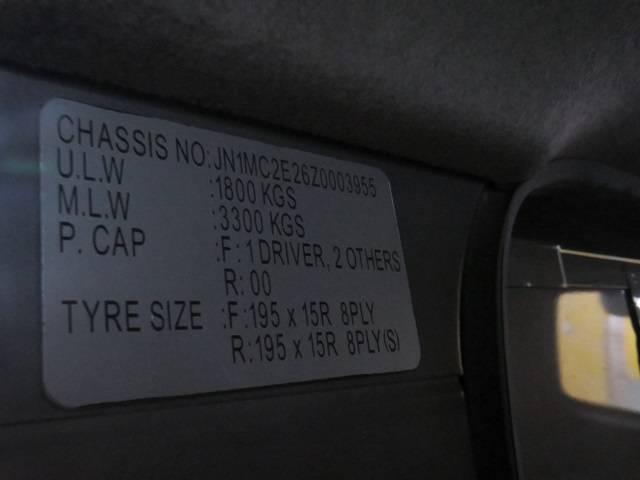 CHASSIS NO: JN1MC2E26Z0003955
U.L.W :1800 KGS
M.L.W :3300 KGS
P. CAP :F: 1 DRIVER, 2 OTHERS
R: 00
TYRE SIZE :F: 195 x 15R 8PLY
R: 195 x 15R 8PLY(S)